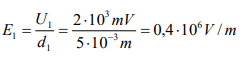 E₁ = U₁/d₁ = 2·10³ mV / 5·10⁻³ m = 0,4·10⁶ V/m